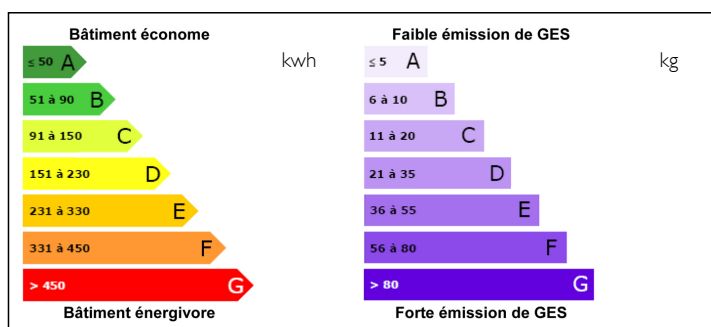 Bâtiment économe
≤ 50 A
kwh
51 à 90 B
91 à 150 C
151 à 230 D
231 à 330 E
331 à 450 F
> 450 G
Bâtiment énergivore
Faible émission de GES
≤ 5 A
kg
6 à 10 B
11 à 20 C
21 à 35 D
36 à 55 E
56 à 80 F
> 80 G
Forte émission de GES